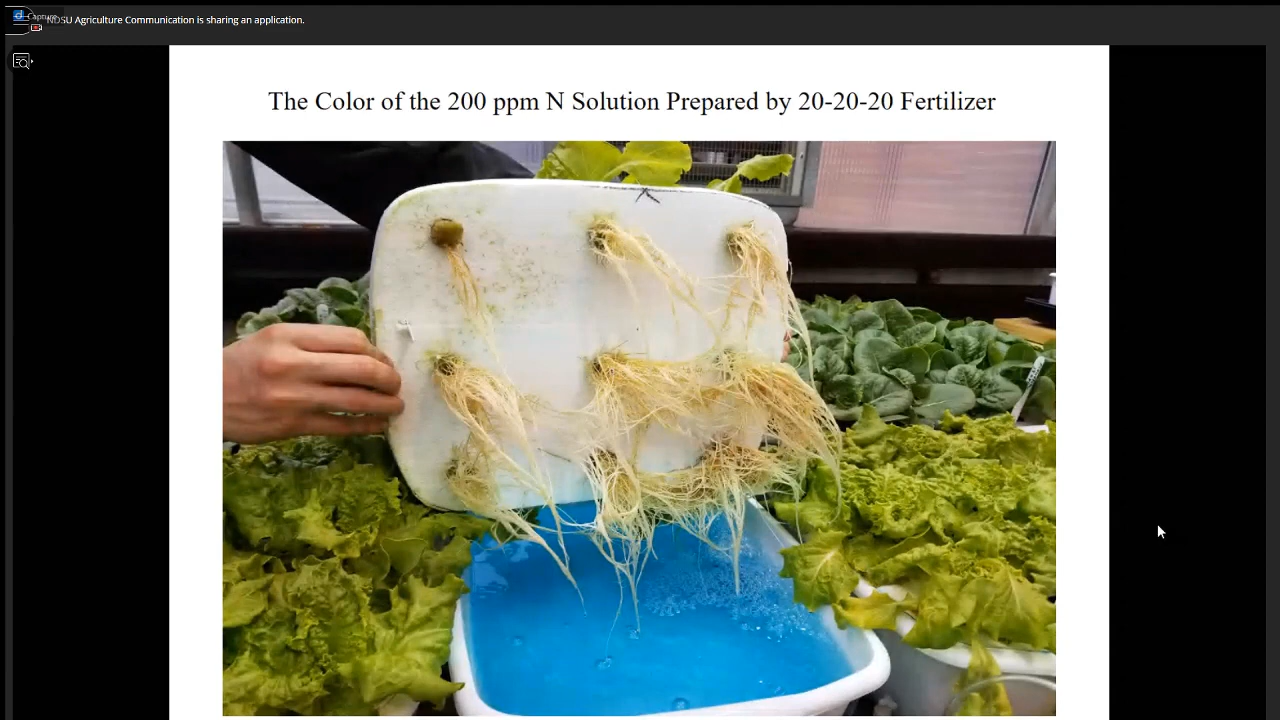 Capture
NDSU Agriculture Communication is sharing an application.
The Color of the 200 ppm N Solution Prepared by 20-20-20 Fertilizer